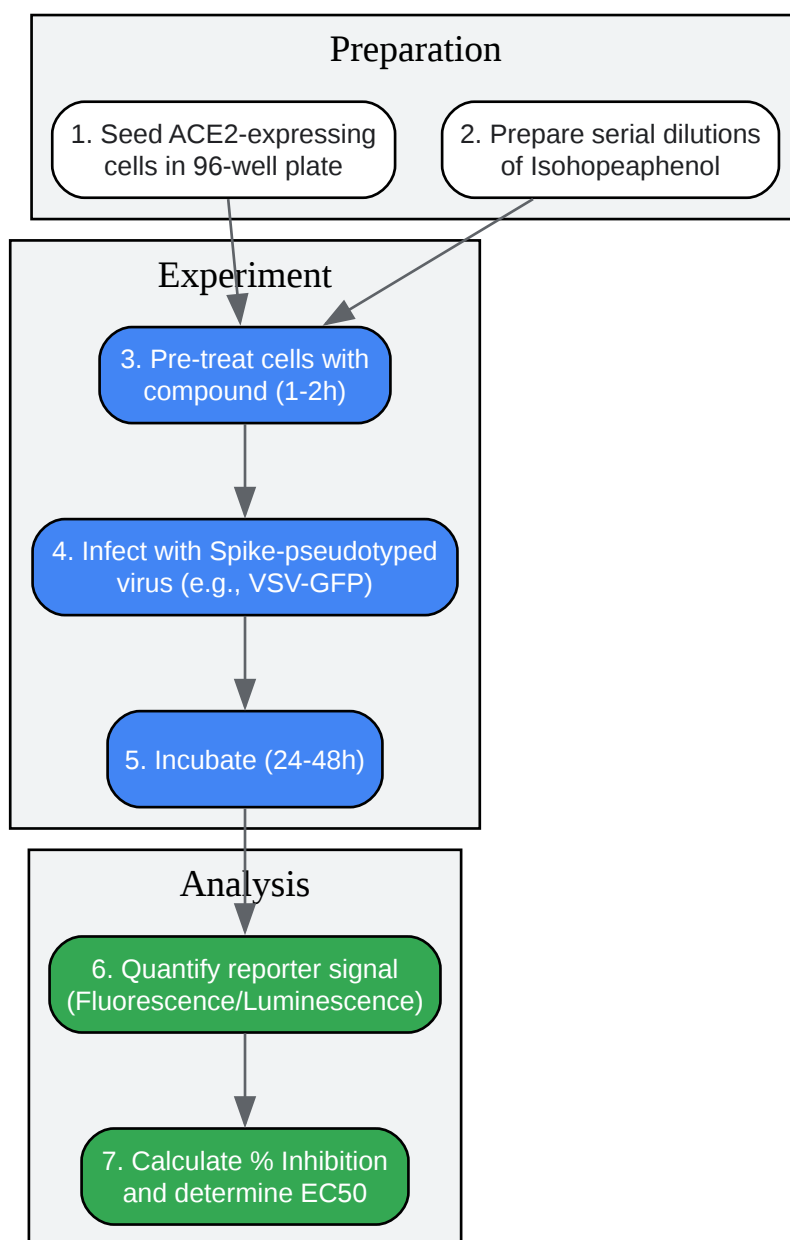 Preparation
1. Seed ACE2-expressing
cells in 96-well plate
2. Prepare serial dilutions
of Isohopeaphenol
Experiment
3. Pre-treat cells with
compound (1-2h)
4. Infect with Spike-pseudotyped
virus (e.g., VSV-GFP)
5. Incubate (24-48h)
Analysis
6. Quantify reporter signal
(Fluorescence/Luminescence)
7. Calculate % Inhibition
and determine EC50